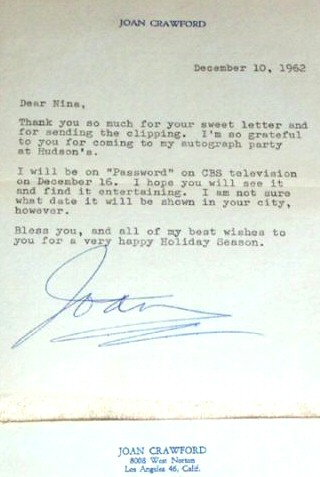 JOAN CRAWFORD
December 10, 1962
Dear Nina,
Thank you so much for your sweet letter and
for sending the clipping. I'm so grateful
to you for coming to my autograph party
at Hudson's.
I will be on "Password" on CBS television
on December 16. I hope you will see it
and find it entertaining. I am not sure
what date it will be shown in your city,
however.
Bless you, and all of my best wishes to
you for a very happy Holiday Season.
Joan
JOAN CRAWFORD
8008 West Norton
Los Angeles 46, Calif.